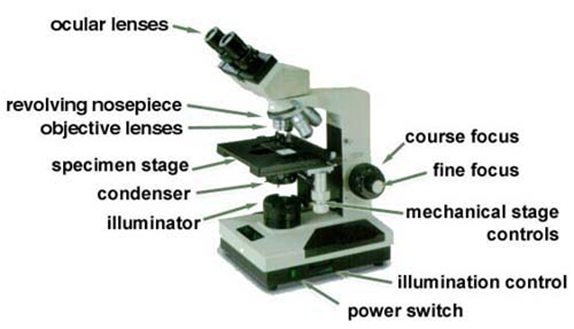 ocular lenses
revolving nosepiece
objective lenses
specimen stage
condenser
illuminator
course focus
fine focus
mechanical stage
controls
illumination control
power switch